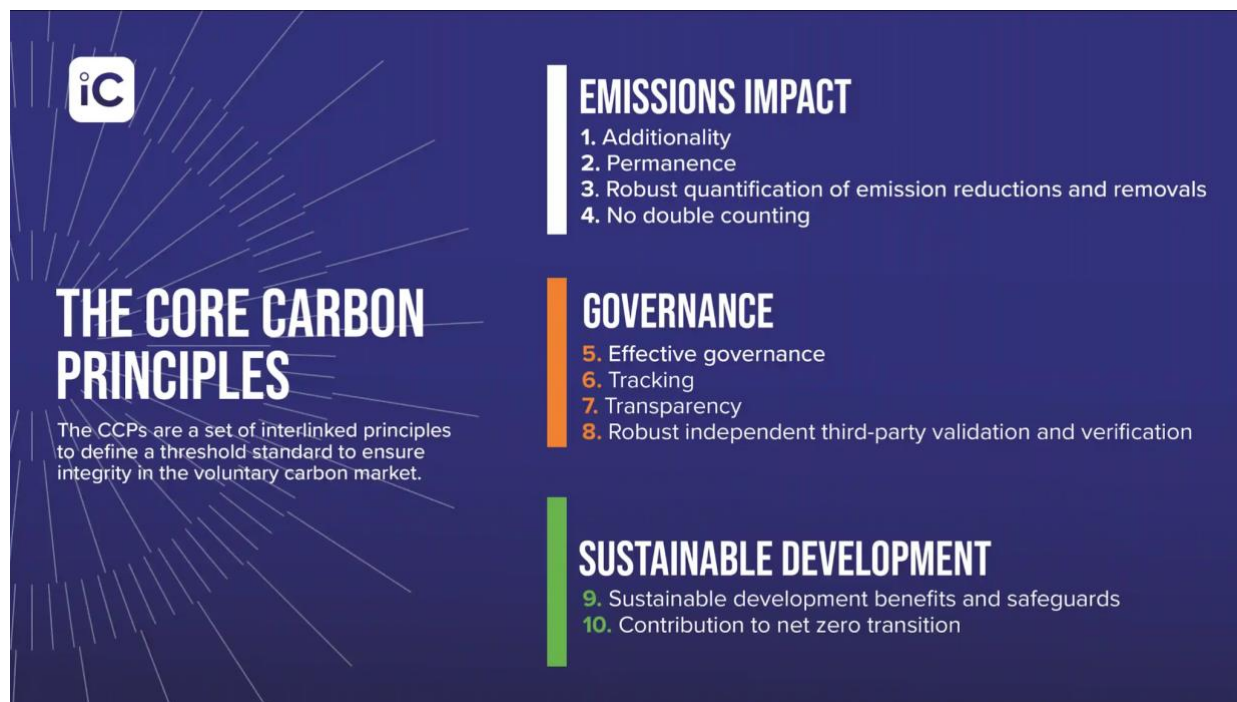 iC
THE CORE CARBON
PRINCIPLES
The CCPs are a set of interlinked principles
to define a threshold standard to ensure
integrity in the voluntary carbon market.
EMISSIONS IMPACT
1. Additionality
2. Permanence
3. Robust quantification of emission reductions and removals
4. No double counting
GOVERNANCE
5. Effective governance
6. Tracking
7. Transparency
8. Robust independent third-party validation and verification
SUSTAINABLE DEVELOPMENT
9. Sustainable development benefits and safeguards
10. Contribution to net zero transition